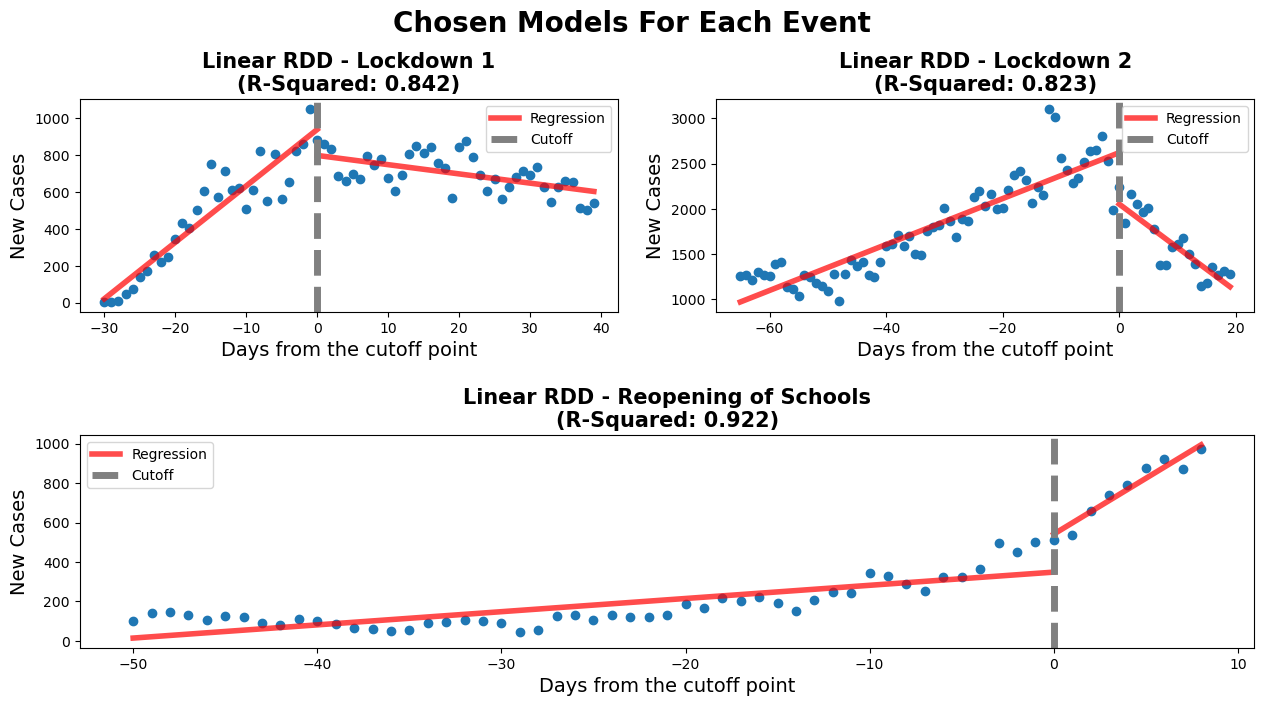 Chosen Models For Each Event
Linear RDD - Lockdown 1
(R-Squared: 0.842)
New Cases
1000
800
600
400
200
0
Regression
Cutoff
−30
−20
−10
0
10
20
30
40
Days from the cutoff point
Linear RDD - Lockdown 2
(R-Squared: 0.823)
New Cases
3000
2500
2000
1500
1000
Regression
Cutoff
−60
−40
−20
0
20
Days from the cutoff point
Linear RDD - Reopening of Schools
(R-Squared: 0.922)
New Cases
1000
800
600
400
200
0
Regression
Cutoff
−50
−40
−30
−20
−10
0
10
Days from the cutoff point